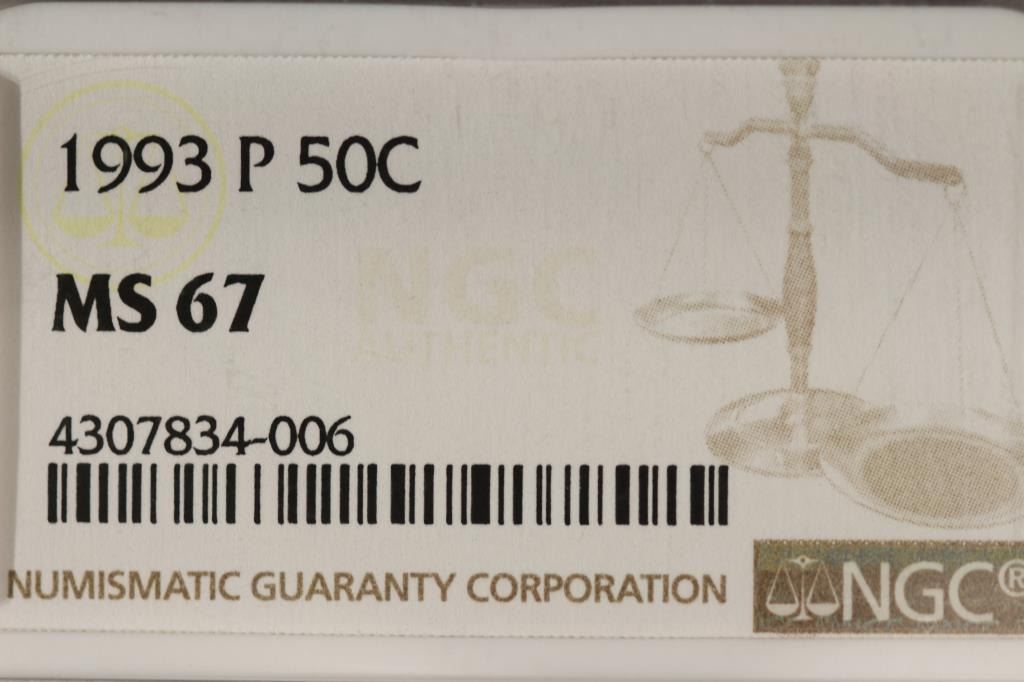 1993 P 50C
MS 67
NGC
AUTHENTIC
4307834-006
NUMISMATIC GUARANTY CORPORATION
NGC®